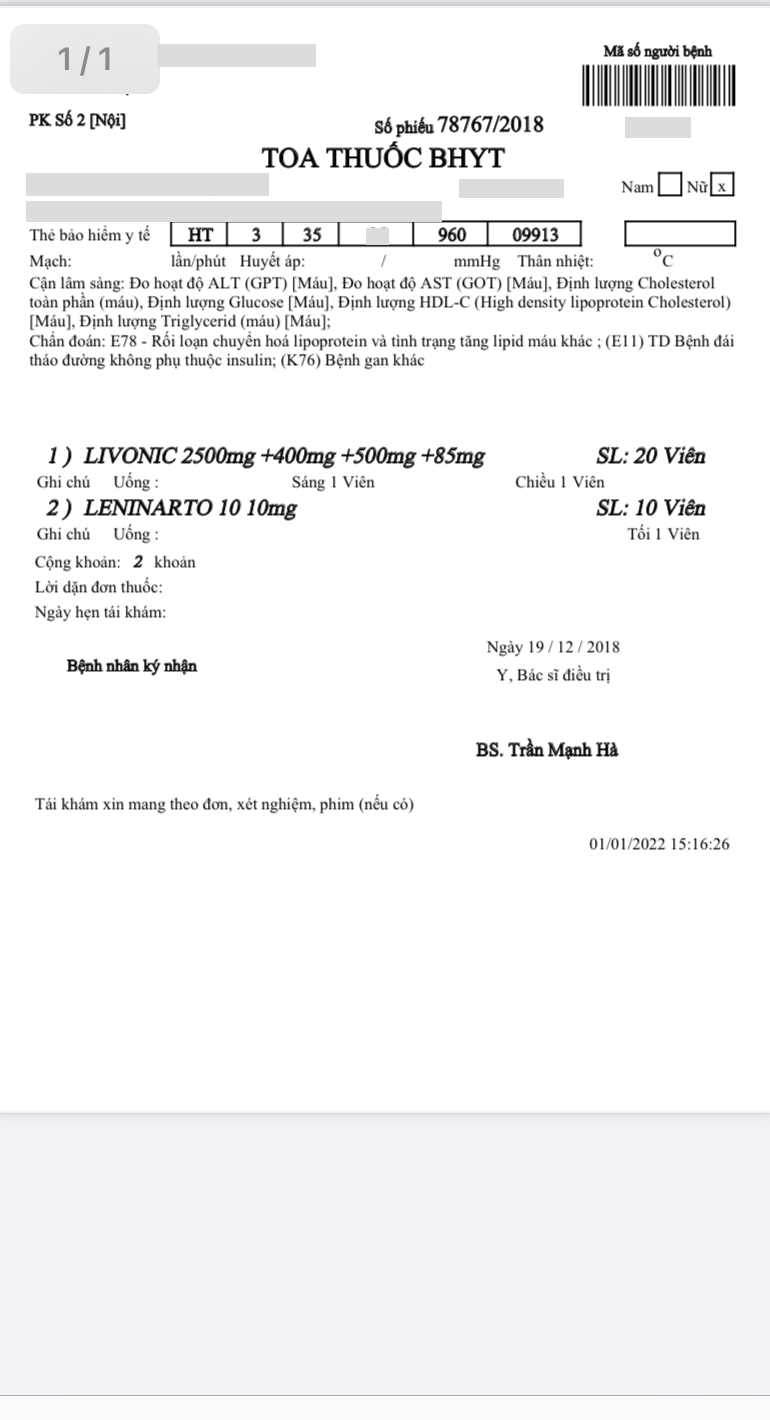 1/1
Mã số người bệnh
PK Số 2 [Nội]
Số phiếu 78767/2018
TOA THUỐC BHYT
Nam Nữ x
Thẻ bảo hiểm y tế HT 3 35 960 09913
Mạch: lần/phút Huyết áp: / mmHg Thân nhiệt: °C
Cận lâm sàng: Đo hoạt độ ALT (GPT) [Máu], Đo hoạt độ AST (GOT) [Máu], Định lượng Cholesterol
toàn phần (máu), Định lượng Glucose [Máu], Định lượng HDL-C (High density lipoprotein Cholesterol)
[Máu], Định lượng Triglycerid (máu) [Máu];
Chẩn đoán: E78 - Rối loạn chuyển hoá lipoprotein và tình trạng tăng lipid máu khác ; (E11) TD Bệnh đái
tháo đường không phụ thuộc insulin; (K76) Bệnh gan khác
1 ) LIVONIC 2500mg +400mg +500mg +85mg SL: 20 Viên
Ghi chú Uống : Sáng 1 Viên Chiều 1 Viên
2 ) LENINARTO 10 10mg SL: 10 Viên
Ghi chú Uống : Tối 1 Viên
Cộng khoản: 2 khoản
Lời dặn đơn thuốc:
Ngày hẹn tái khám:
Ngày 19 / 12 / 2018
Bệnh nhân ký nhận
Y, Bác sĩ điều trị
BS. Trần Mạnh Hà
Tái khám xin mang theo đơn, xét nghiệm, phim (nếu có)
01/01/2022 15:16:26